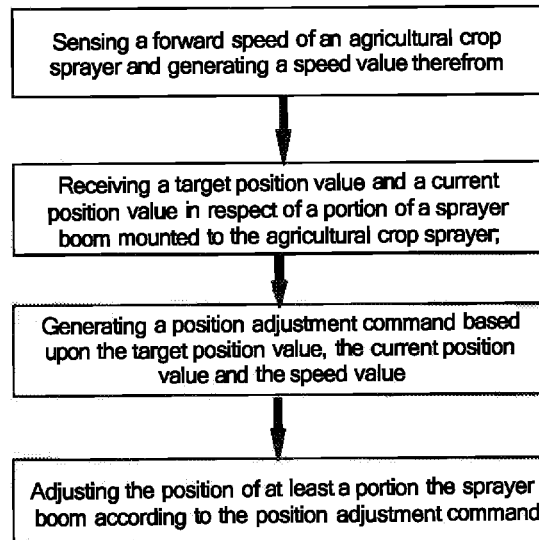 Sensing a forward speed of an agricultural crop
sprayer and generating a speed value therefrom
Receiving a target position value and a current
position value in respect of a portion of a sprayer
boom mounted to the agricultural crop sprayer;
Generating a position adjustment command based
upon the target position value, the current position
value and the speed value
Adjusting the position of at least a portion the sprayer
boom according to the position adjustment command